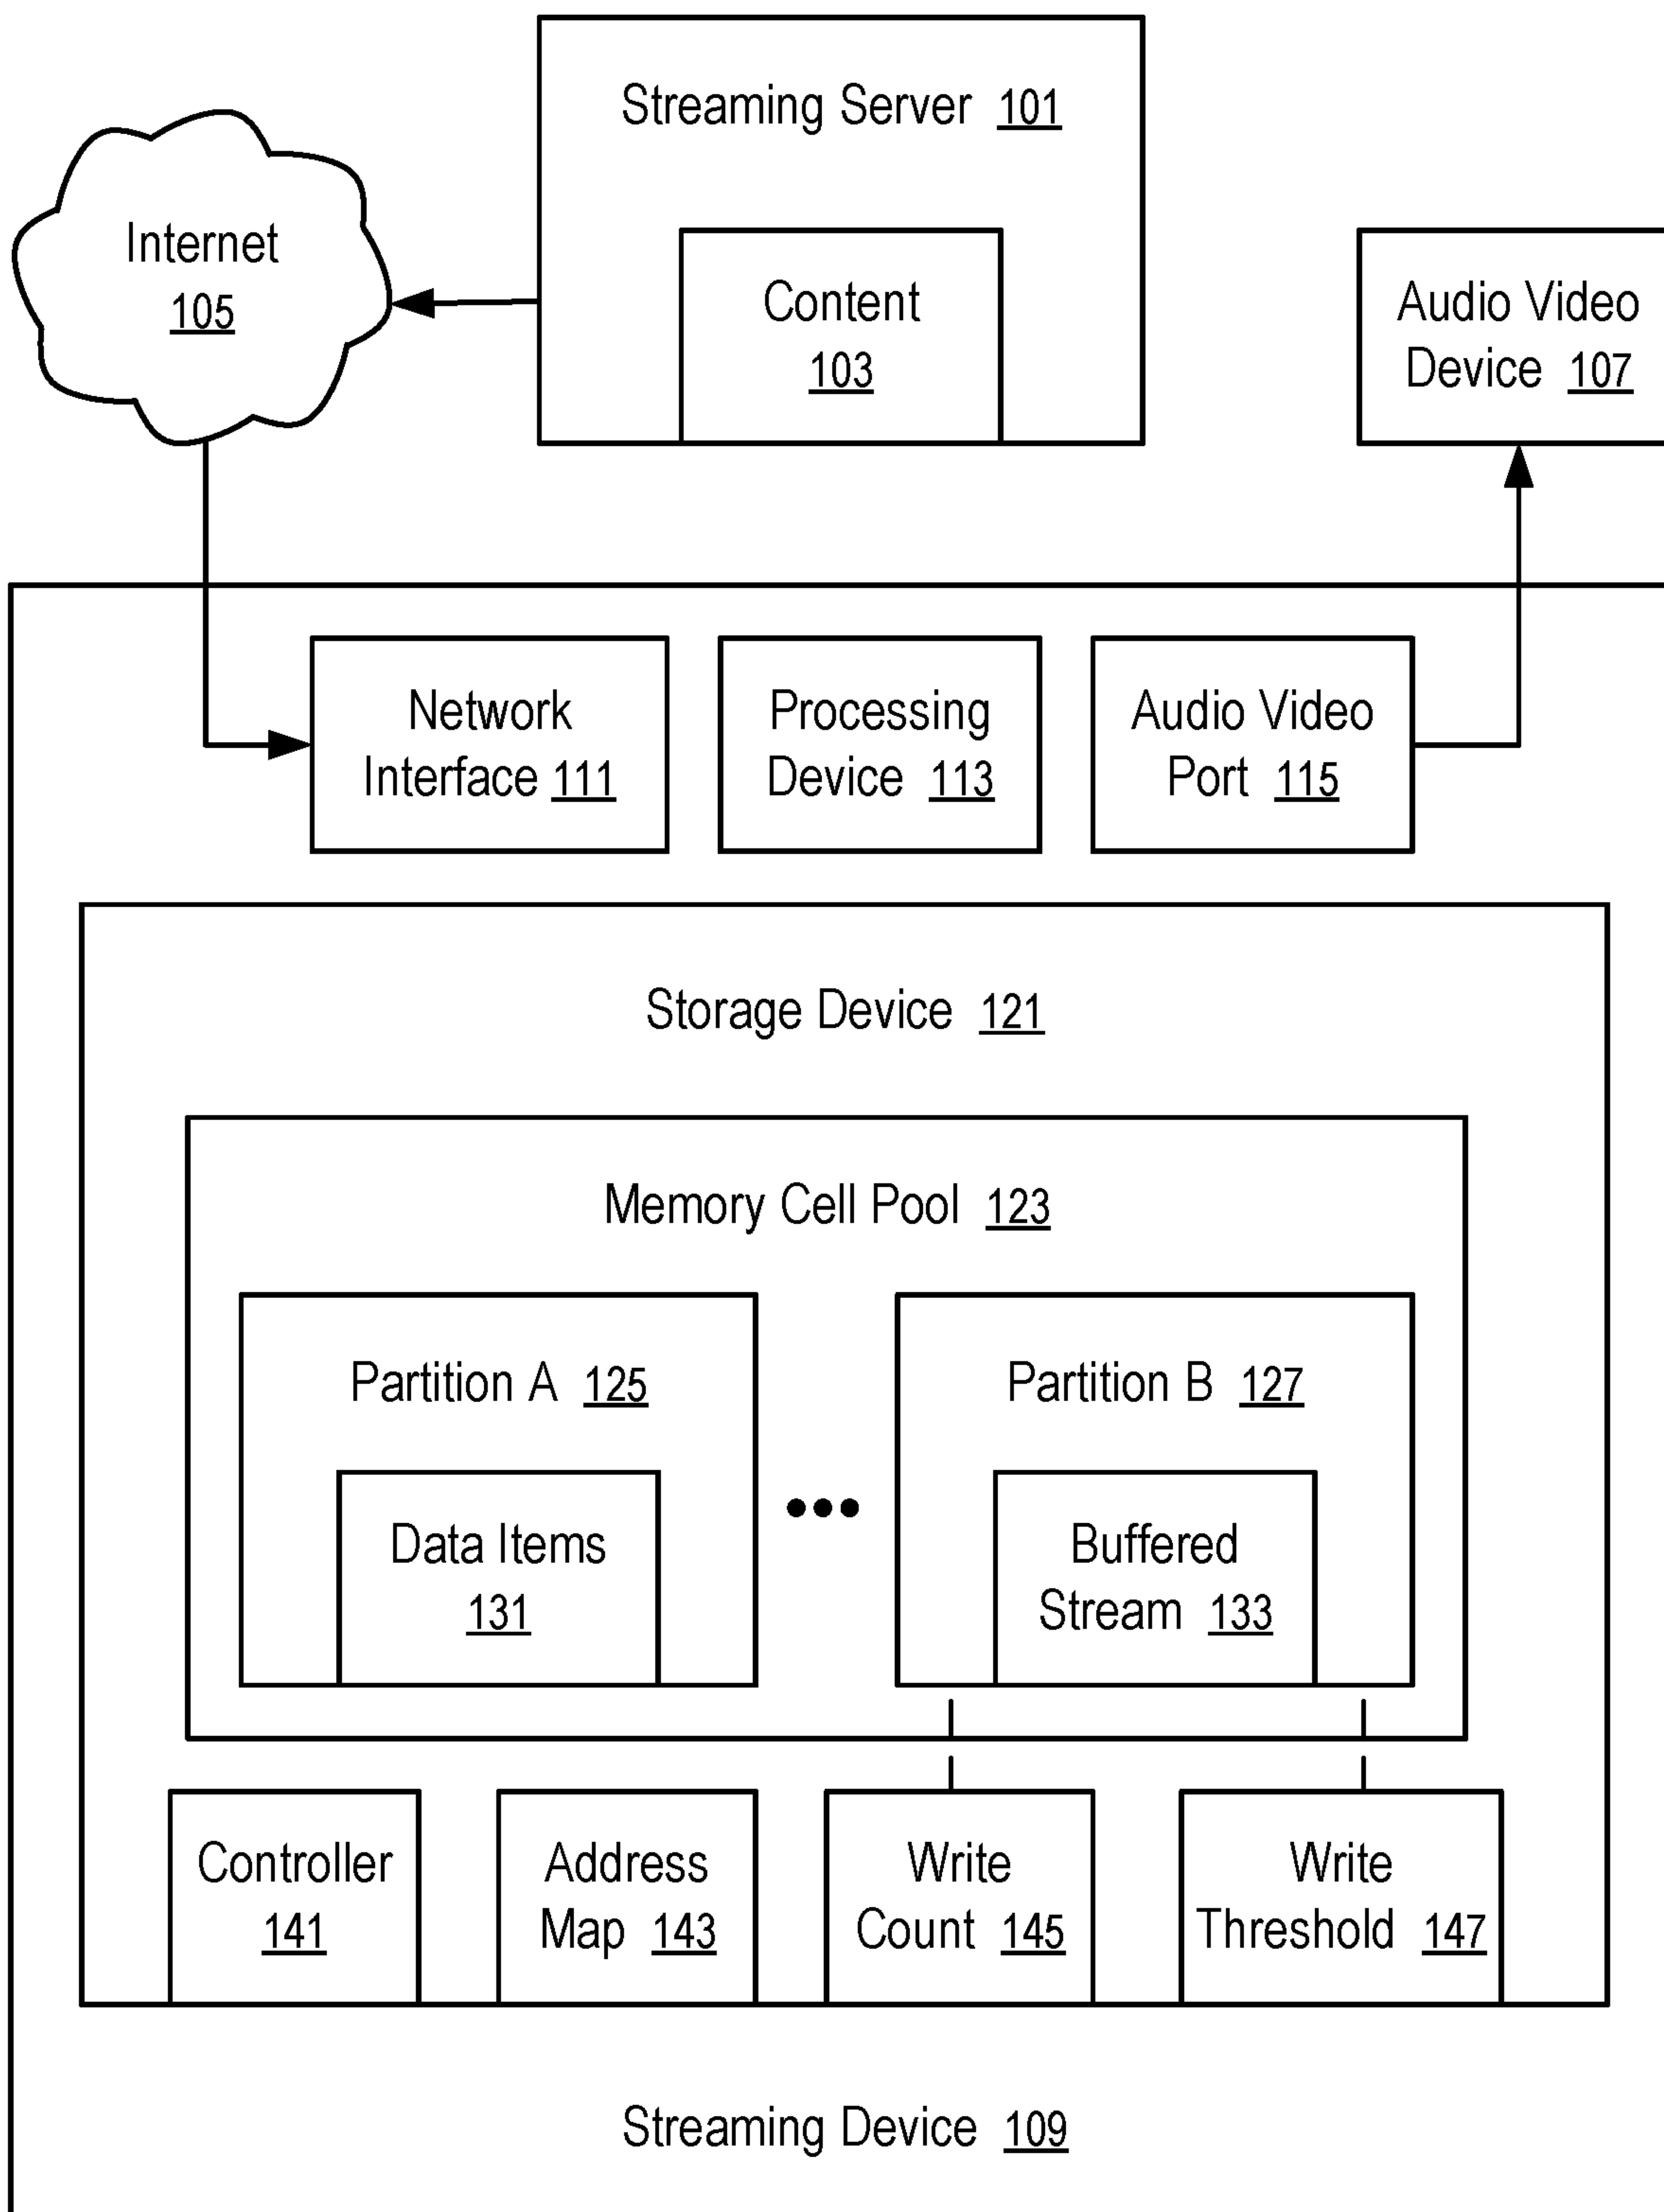 Streaming Server 101
Internet
105
Content
103
Audio Video
Device 107
Network
Interface 111
Processing
Device 113
Audio Video
Port 115
Storage Device 121
Memory Cell Pool 123
Partition A 125
Partition B 127
Data Items
131
Buffered
Stream 133
Controller
141
Address
Map 143
Write
Count 145
Write
Threshold 147
Streaming Device 109